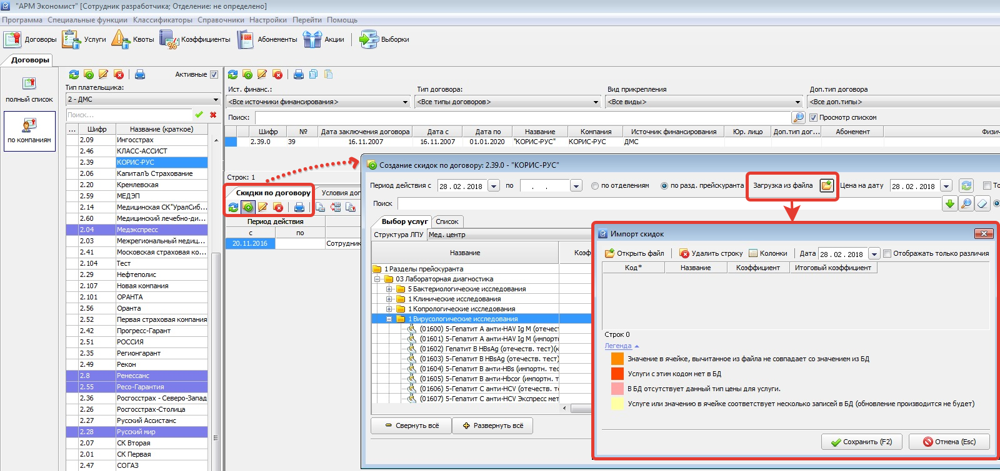 "АРМ Экономист" [Сотрудник разработчика; Отделение: не определено]
Программа Специальные функции Классификаторы Справочники Настройки Перейти Помощь
Договоры Услуги Квоты Коэффициенты Абонементы Акции Выборки
Договоры
полный список
по компаниям
Активные
Тип плательщика:
2 - ДМС
Поиск...
... Шифр Название (краткое)
2.09 Ингосстрах
2.46 КЛАСС-АССИСТ
2.39 КОРИС-РУС
2.06 КапиталЪ Страхование
2.20 Кремлевская
2.59 МЕДЭП
2.14 Медицинская СК"УралСиб...
2.60 Медицинский лечебно-ди...
2.04 Медэкспресс
2.03 Межрегиональный медиц...
2.41 Московская страховая ко...
2.104 Тест
2.29 Нефтеполис
2.107 Новая компания
2.101 ОРАНТА
2.56 Оранта
2.52 Первая страховая компания
2.42 Прогресс-Гарант
2.51 РОССИЯ
2.35 Регионгарант
2.49 Рекон
2.8 Ренессанс
2.55 Ресо-Гарантия
2.36 Росгосстрах - Северо-Запад
2.26 Росгосстрах-Столица
2.27 Русский Ассистанс
2.28 Русский мир
2.07 СК Вторая
2.01 СК Первая
2.47 СОГАЗ
Ист. финанс.: Тип договора: Вид прикрепления Доп.тип договора
<Все источники финансирования> <Все типы договоров> <Все виды> <Все доп.типы>
Поиск: Просмотр списком
Шифр № Дата заключения договора Дата с Дата по Название Компания Источник финансирования Юр. лицо Доп.тип дог... Абонемент Физич
2.39.0 39 16.11.2007 16.11.2007 01.01.2020 "КОРИС-РУС" КОРИС-РУС ДМС
Строк: 1
Скидки по договору Условия дог
Период действия
с по
20.11.2016 Сотрудник
Создание скидок по договору: 2.39.0 - "КОРИС-РУС"
Период действия с 28 . 02 . 2018 по . . по отделениям по разд. прейскуранта Загрузка из файла Цена на дату 28 . 02 . 2018 То
Поиск
Выбор услуг Список
Структура ЛПУ Мед. центр
Название Коэф
1 Разделы прейскуранта
03 Лабораторная диагностика
5 Бактериологические исследования
1 Клинические исследования
1 Копрологические исследования
1 Вирусологические исследования
(01600) 5-Гепатит А анти-HAV Ig M (отечест
(01601) 5-Гепатит А анти-HAV Ig M (импортн
(01602) Гепатит В HBsAg (отечеств. тест)(к
(01603) 5-Гепатит В HBsAg (отечеств. тест)
(01604) 5-Гепатит В анти-HBs (импортн. т
(01605) 5-Гепатит В анти-Hbcor (импортн.
(01606) 5-Гепатит С анти-HCV (отечеств. т
(01607) 5-Гепатит С анти-HCV Экспресс мет
Свернуть всё Развернуть всё
Импорт скидок
Открыть файл Удалить строку Колонки Дата 28 . 02 . 2018 Отображать только различия
Код* Название Коэффициент Итоговый коэффициент
Строк 0
Легенда
Значение в ячейке, вычитанное из файла не совпадает со значением из БД
Услуги с этим кодом нет в БД
В БД отсутствует данный тип цены для услуги.
Услуге или значению в ячейке соответствует несколько записей в БД (обновление производится не будет)
Сохранить (F2) Отмена (Esc)